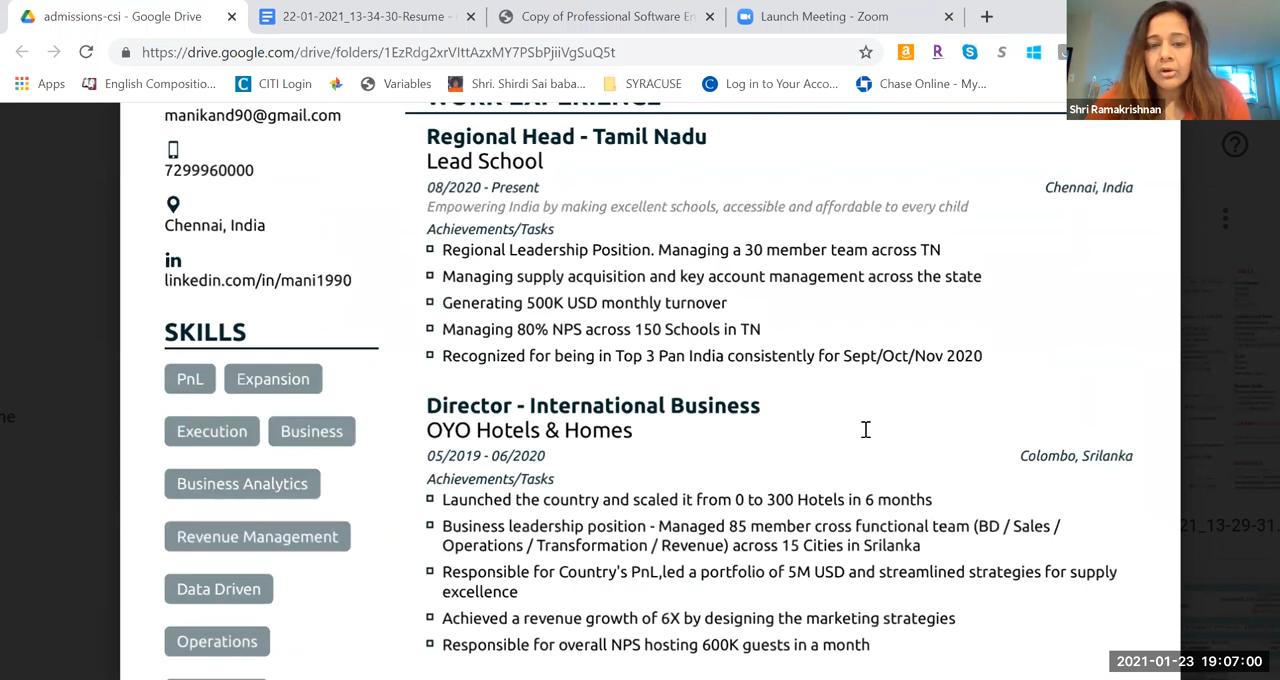 admissions-csi - Google Drive
22-01-2021_13-34-30-Resume -
Copy of Professional Software En
Launch Meeting - Zoom
https://drive.google.com/drive/folders/1EzRdg2xrVIttAzxMY7PSbPjiiVgSuQ5t
Apps
English Compositio...
CITI Login
Variables
Shri. Shirdi Sai baba...
SYRACUSE
Log in to Your Acco...
Chase Online - My...
Shri Ramakrishnan
manikand90@gmail.com
7299960000
Chennai, India
in
linkedin.com/in/mani1990
SKILLS
PnL Expansion
Execution Business
Business Analytics
Revenue Management
Data Driven
Operations
WORK EXPERIENCE
Regional Head - Tamil Nadu
Lead School
08/2020 - Present Chennai, India
Empowering India by making excellent schools, accessible and affordable to every child
Achievements/Tasks
Regional Leadership Position. Managing a 30 member team across TN
Managing supply acquisition and key account management across the state
Generating 500K USD monthly turnover
Managing 80% NPS across 150 Schools in TN
Recognized for being in Top 3 Pan India consistently for Sept/Oct/Nov 2020
Director - International Business
OYO Hotels & Homes
05/2019 - 06/2020 Colombo, Srilanka
Achievements/Tasks
Launched the country and scaled it from 0 to 300 Hotels in 6 months
Business leadership position - Managed 85 member cross functional team (BD / Sales /
Operations / Transformation / Revenue) across 15 Cities in Srilanka
Responsible for Country's PnL,led a portfolio of 5M USD and streamlined strategies for supply
excellence
Achieved a revenue growth of 6X by designing the marketing strategies
Responsible for overall NPS hosting 600K guests in a month
21_13-29-31
2021-01-23 19:07:00